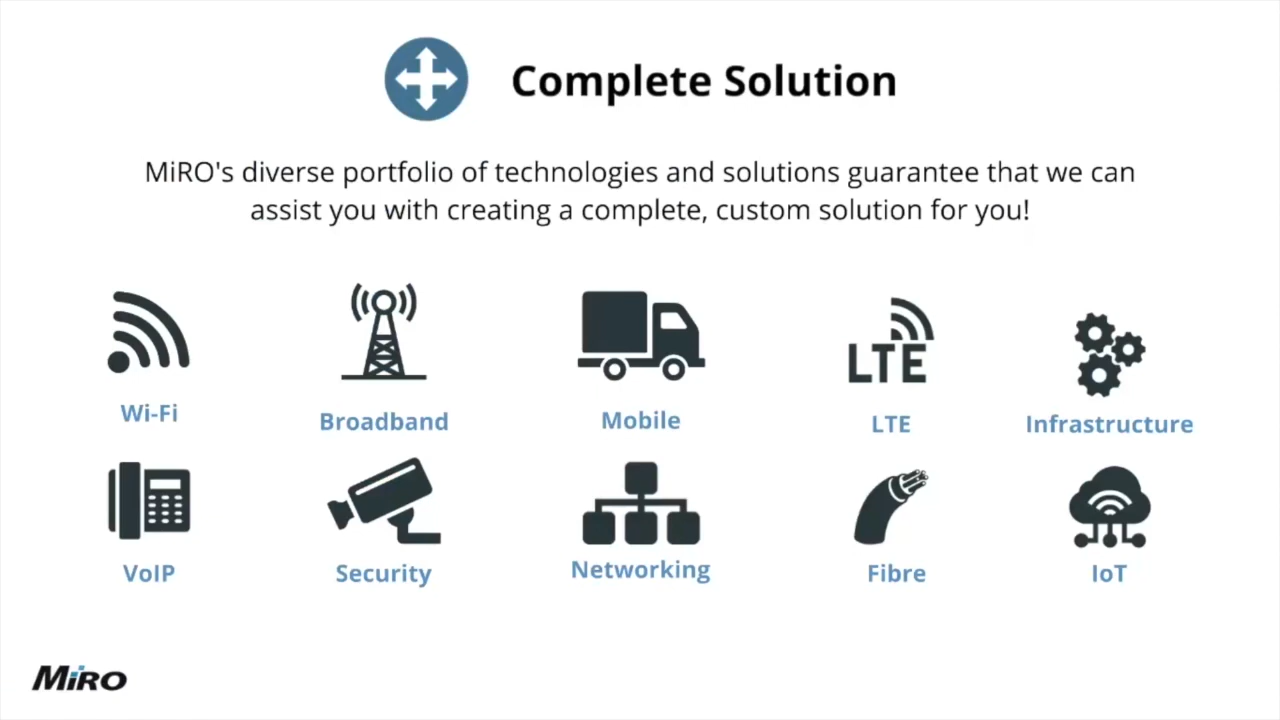 Complete Solution
MiRO's diverse portfolio of technologies and solutions guarantee that we can
assist you with creating a complete, custom solution for you!
LTE
Wi-Fi
Broadband
Mobile
LTE
Infrastructure
VoIP
Security
Networking
Fibre
IoT
MiRO